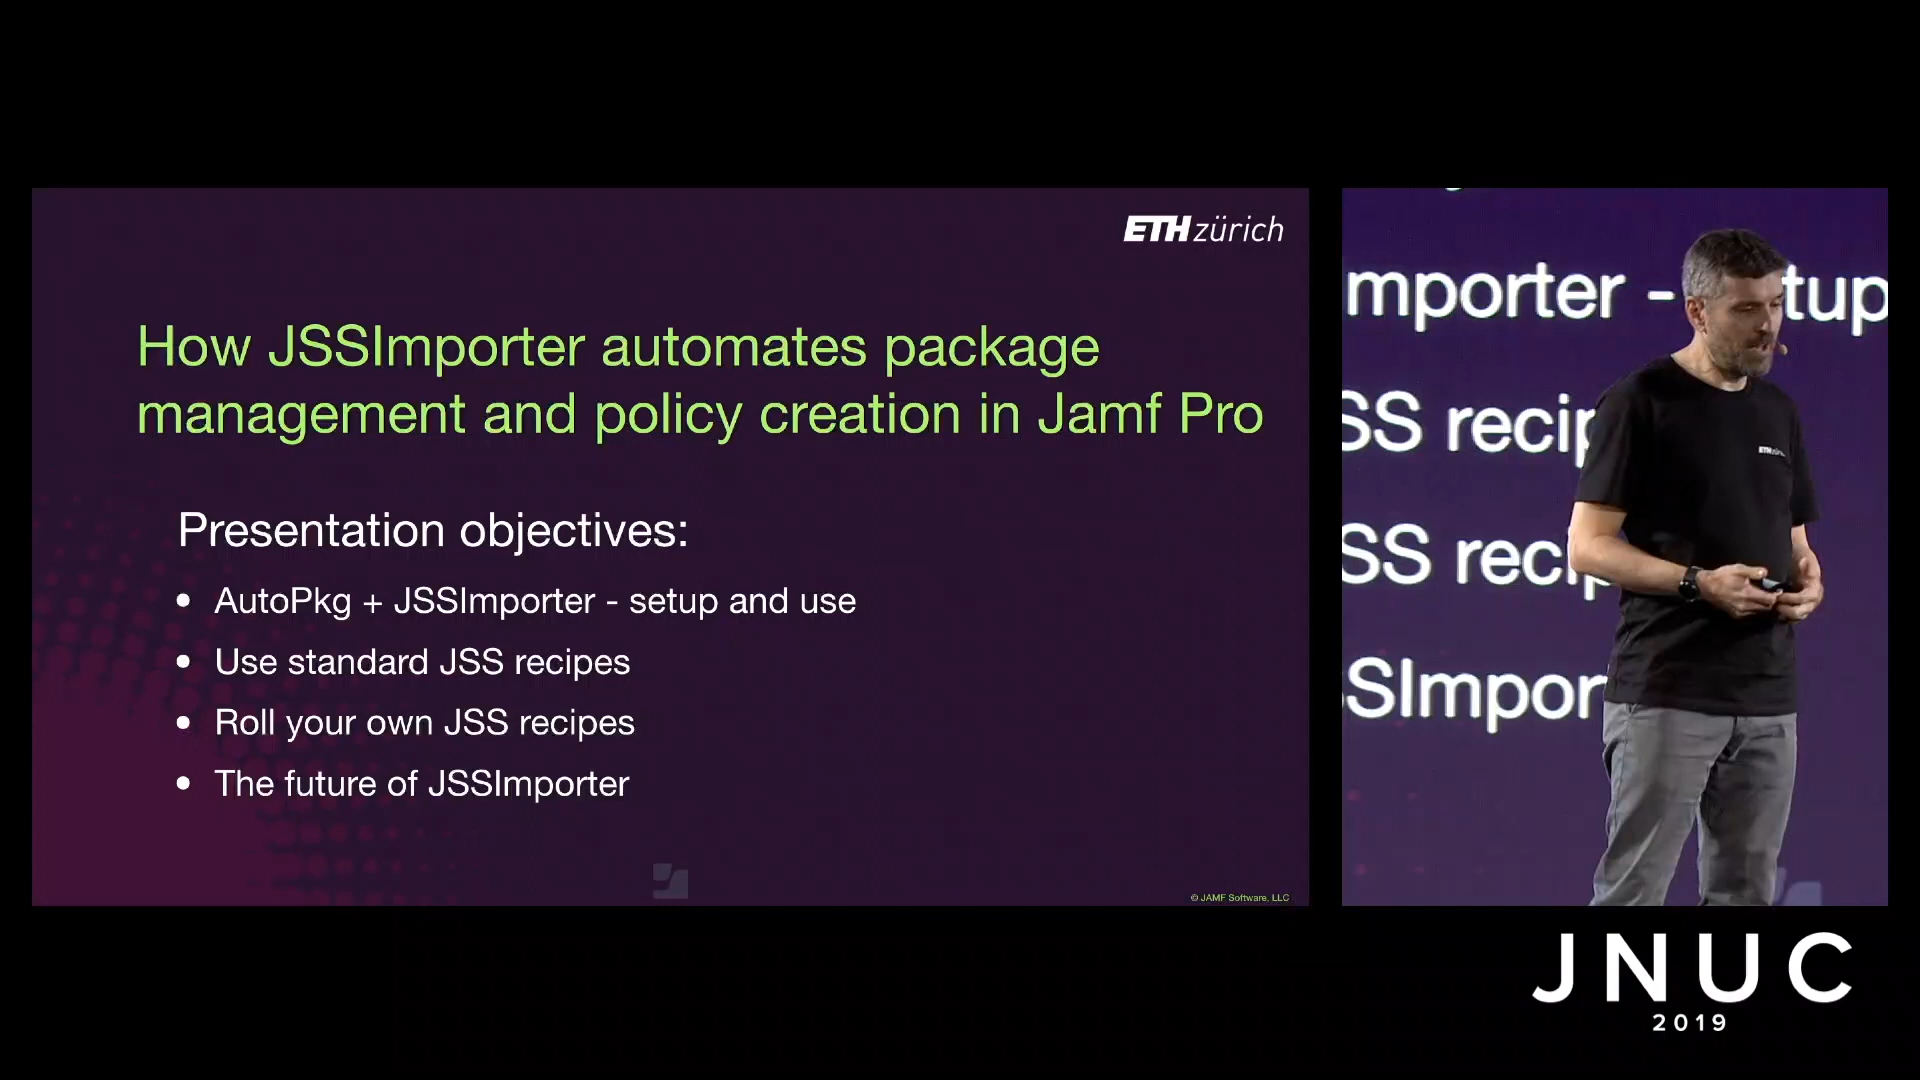 ETH zürich
How JSSImporter automates package
management and policy creation in Jamf Pro
Presentation objectives:
• AutoPkg + JSSImporter - setup and use
• Use standard JSS recipes
• Roll your own JSS recipes
• The future of JSSImporter
© JAMF Software, LLC
mporter - tup
SS recip
SS recip
SImpor
ETH zürich
JNUC
2019